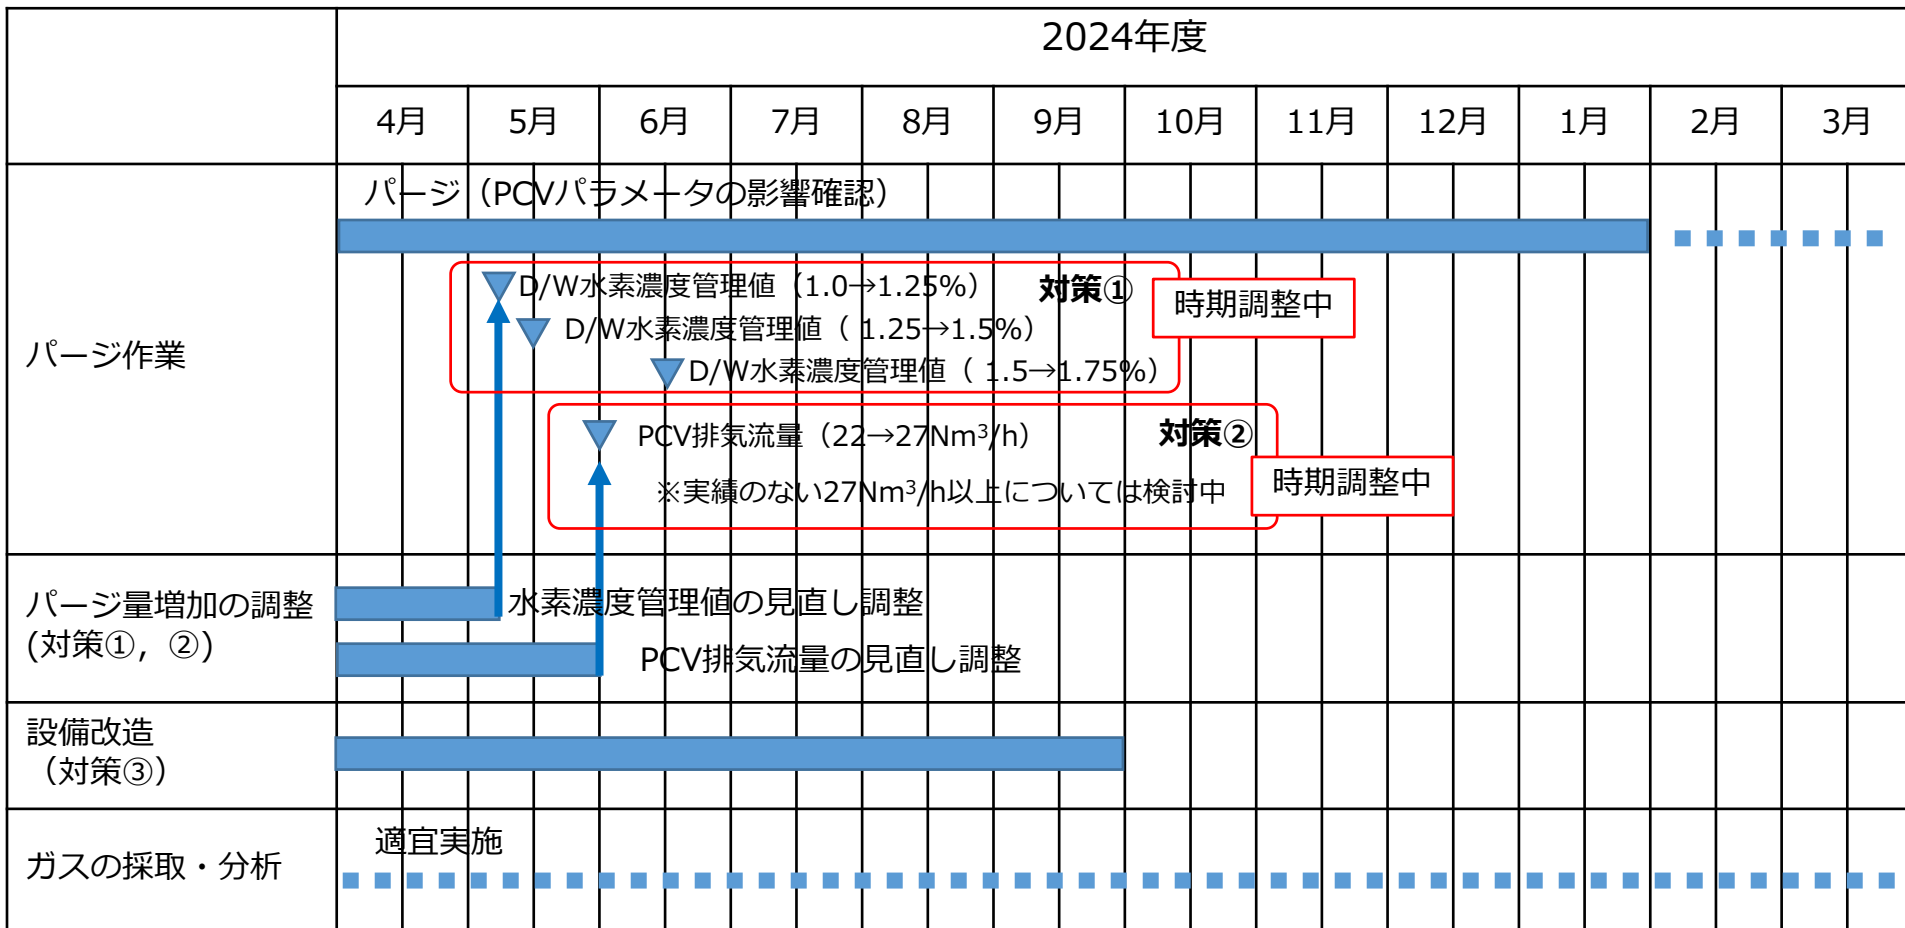 2024年度
4月 5月 6月 7月 8月 9月 10月 11月 12月 1月 2月 3月
パージ作業
パージ（PCVパラメータの影響確認）
D/W水素濃度管理値（1.0→1.25%） 対策①
時期調整中
D/W水素濃度管理値（ 1.25→1.5%）
D/W水素濃度管理値（ 1.5→1.75%）
PCV排気流量（22→27Nm³/h） 対策②
時期調整中
※実績のない27Nm³/h以上については検討中
パージ量増加の調整
(対策①，②)
水素濃度管理値の見直し調整
PCV排気流量の見直し調整
設備改造
（対策③）
ガスの採取・分析
適宜実施